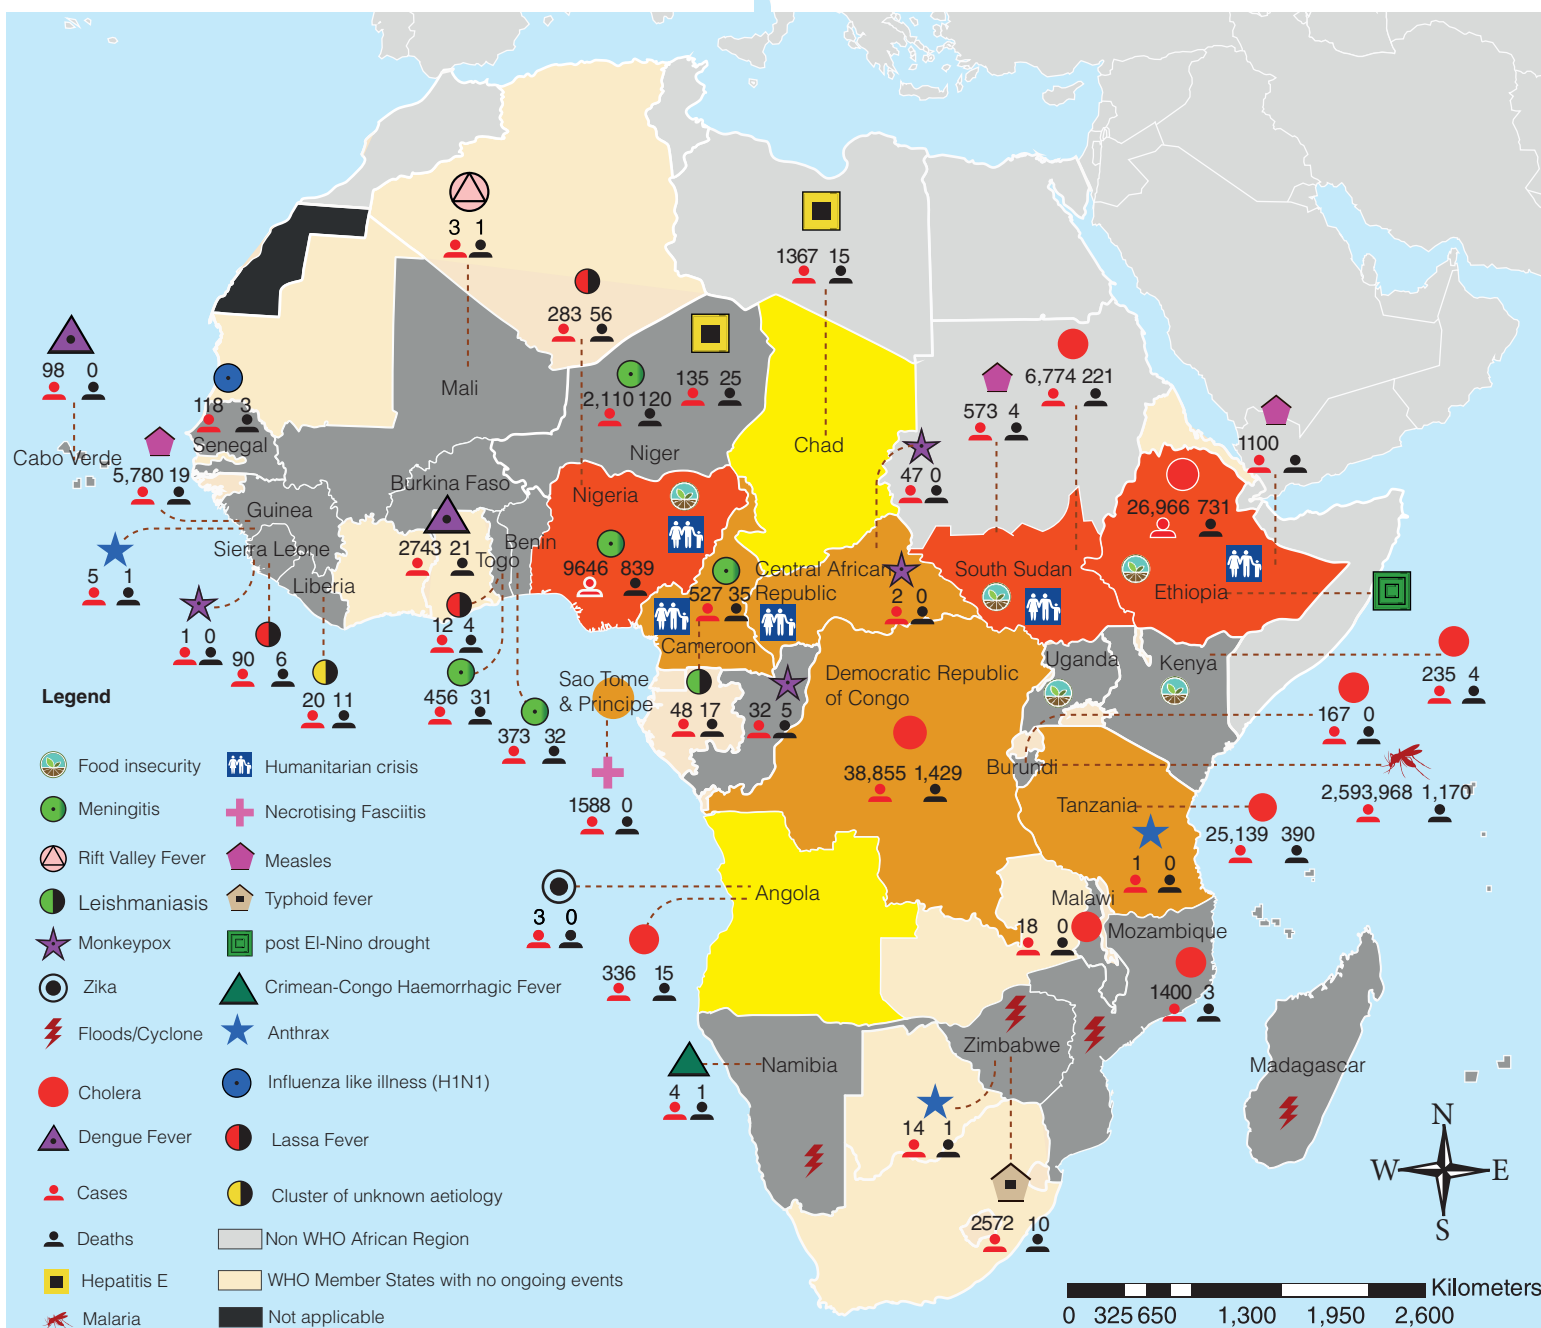 3 1
1367 15
283 56
98 0
2,110 120
135 25
6,774 221
573 4
Mali
118 3
Senegal
Chad
1100
Cabo Verde
5,780 19
Niger
47 0
Burkina Faso
Nigeria
26,966 731
Guinea
Sierra Leone
2743 21
Benin
Togo
5 1
Liberia
9646 839
Central African
Republic
South Sudan
Ethiopia
527 35
2 0
12 4
Cameroon
1 0
90 6
Uganda
Kenya
Democratic Republic
of Congo
235 4
Sao Tome
& Principe
20 11
456 31
48 17
32 5
167 0
373 32
Burundi
38,855 1,429
2,593,968 1,170
1588 0
Tanzania
25,139 390
1 0
Angola
Malawi
3 0
18 0
Mozambique
336 15
1400 3
Zimbabwe
Namibia
Madagascar
4 1
14 1
2572 10
Legend
Food insecurity
Humanitarian crisis
Meningitis
Necrotising Fasciitis
Rift Valley Fever
Measles
Leishmaniasis
Typhoid fever
Monkeypox
post El-Nino drought
Zika
Crimean-Congo Haemorrhagic Fever
Floods/Cyclone
Anthrax
Cholera
Influenza like illness (H1N1)
Dengue Fever
Lassa Fever
Cases
Cluster of unknown aetiology
Deaths
Non WHO African Region
Hepatitis E
WHO Member States with no ongoing events
Malaria
Not applicable
N
W E
S
Kilometers
0 325 650 1,300 1,950 2,600